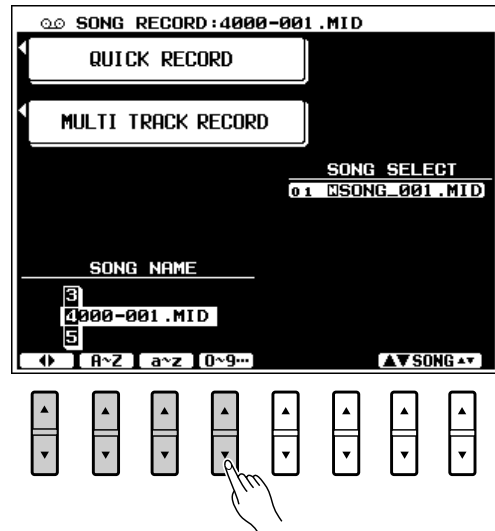 SONG RECORD:4000-001.MID
QUICK RECORD
MULTI TRACK RECORD
SONG SELECT
01 NSONG_001.MID
SONG NAME
3
4000-001.MID
5
A~Z a~z 0~9… ▲▼SONG▲▼